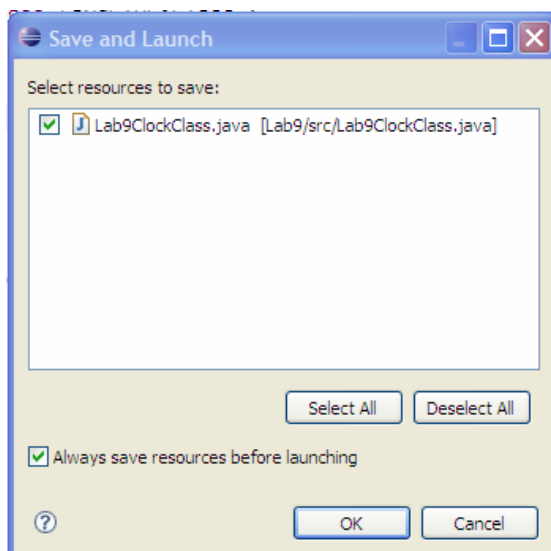 Save and Launch
Select resources to save:
Lab9ClockClass.java [Lab9/src/Lab9ClockClass.java]
Select All
Deselect All
Always save resources before launching
OK
Cancel